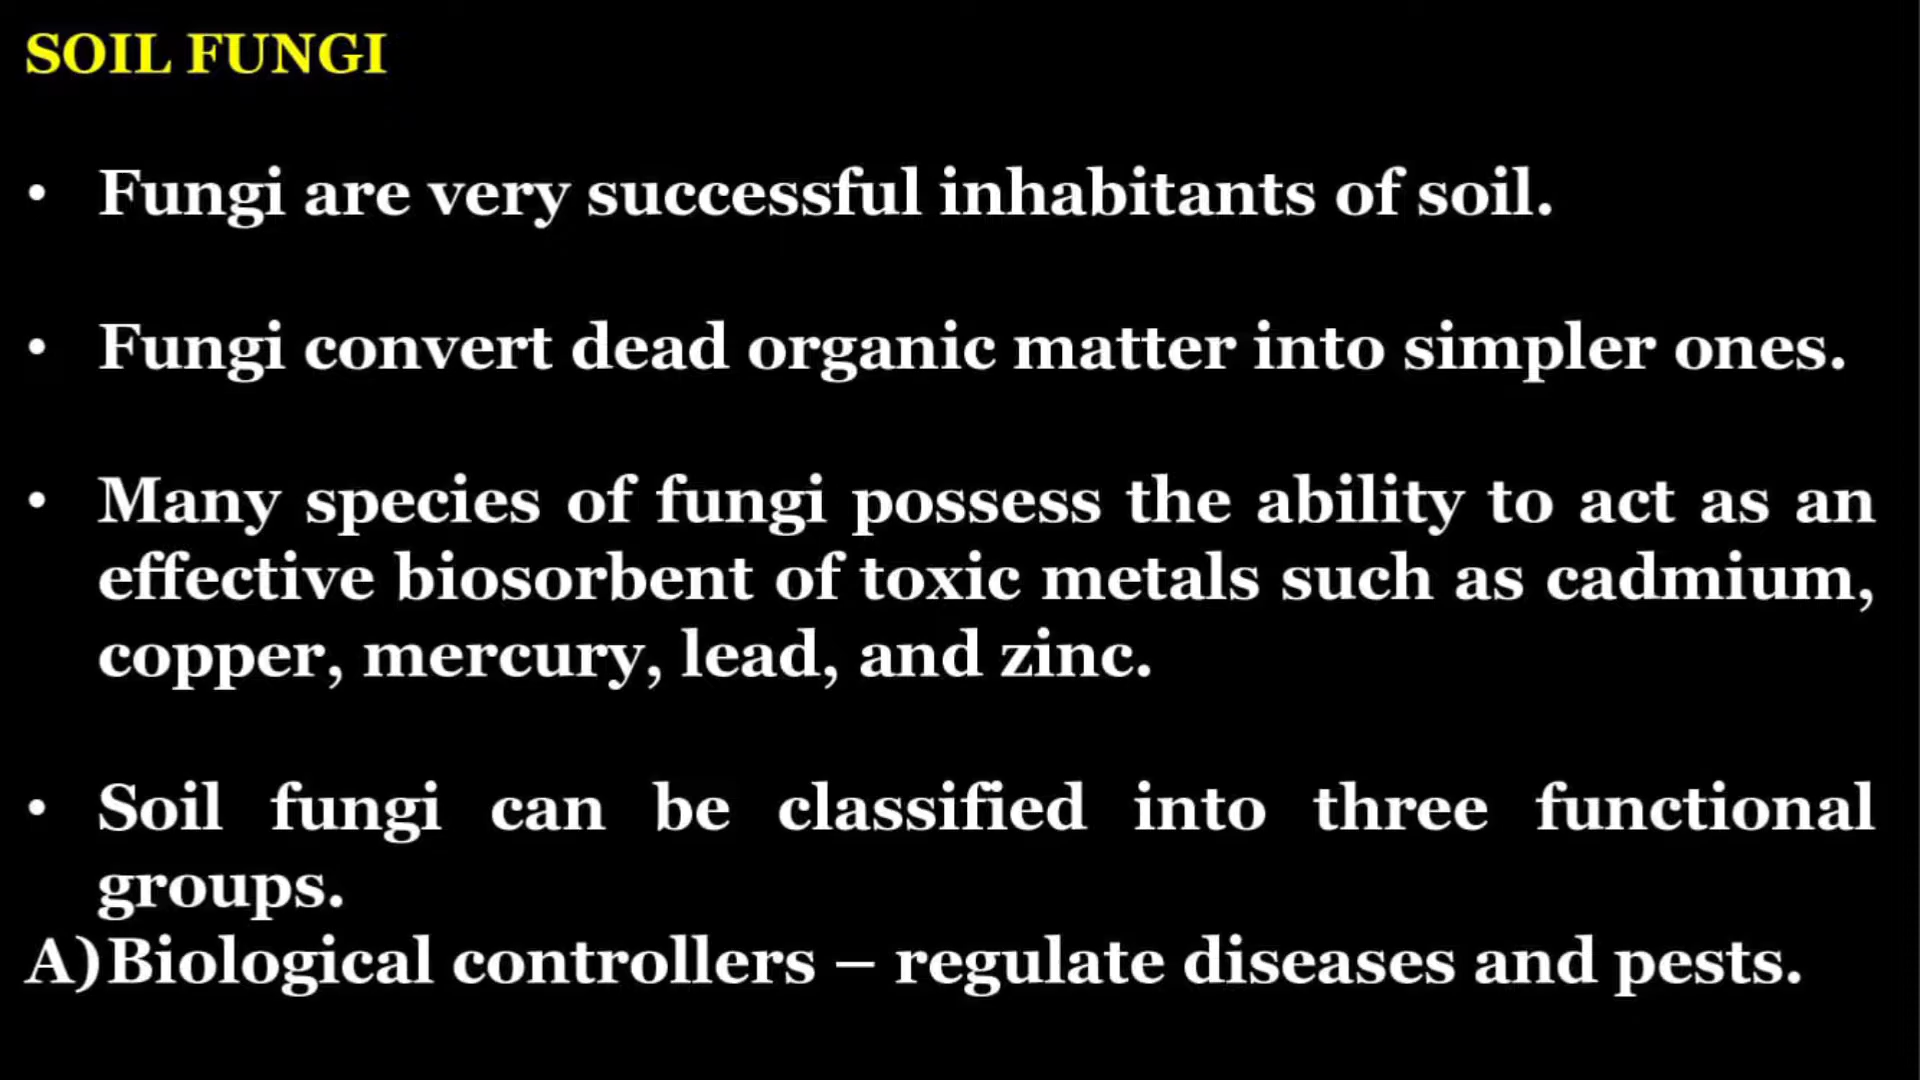 SOIL FUNGI
• Fungi are very successful inhabitants of soil.
• Fungi convert dead organic matter into simpler ones.
• Many species of fungi possess the ability to act as an
effective biosorbent of toxic metals such as cadmium,
copper, mercury, lead, and zinc.
• Soil fungi can be classified into three functional
groups.
A) Biological controllers – regulate diseases and pests.